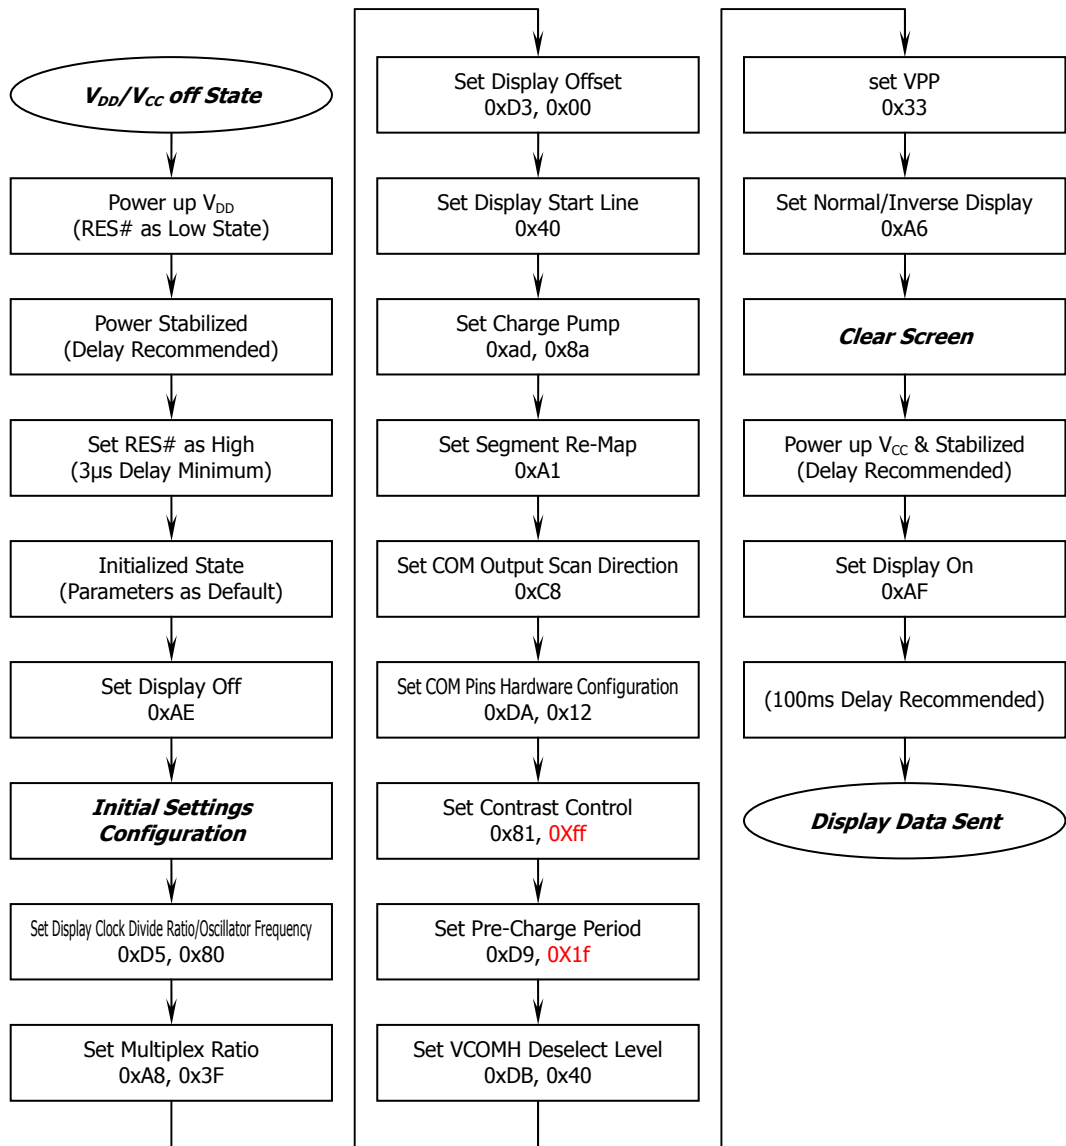 V_DD/V_CC off State
Power up V_DD
(RES# as Low State)
Power Stabilized
(Delay Recommended)
Set RES# as High
(3µs Delay Minimum)
Initialized State
(Parameters as Default)
Set Display Off
0xAE
Initial Settings
Configuration
Set Display Clock Divide Ratio/Oscillator Frequency
0xD5, 0x80
Set Multiplex Ratio
0xA8, 0x3F
Set Display Offset
0xD3, 0x00
Set Display Start Line
0x40
Set Charge Pump
0xad, 0x8a
Set Segment Re-Map
0xA1
Set COM Output Scan Direction
0xC8
Set COM Pins Hardware Configuration
0xDA, 0x12
Set Contrast Control
0x81, 0Xff
Set Pre-Charge Period
0xD9, 0X1f
Set VCOMH Deselect Level
0xDB, 0x40
set VPP
0x33
Set Normal/Inverse Display
0xA6
Clear Screen
Power up V_CC & Stabilized
(Delay Recommended)
Set Display On
0xAF
(100ms Delay Recommended)
Display Data Sent